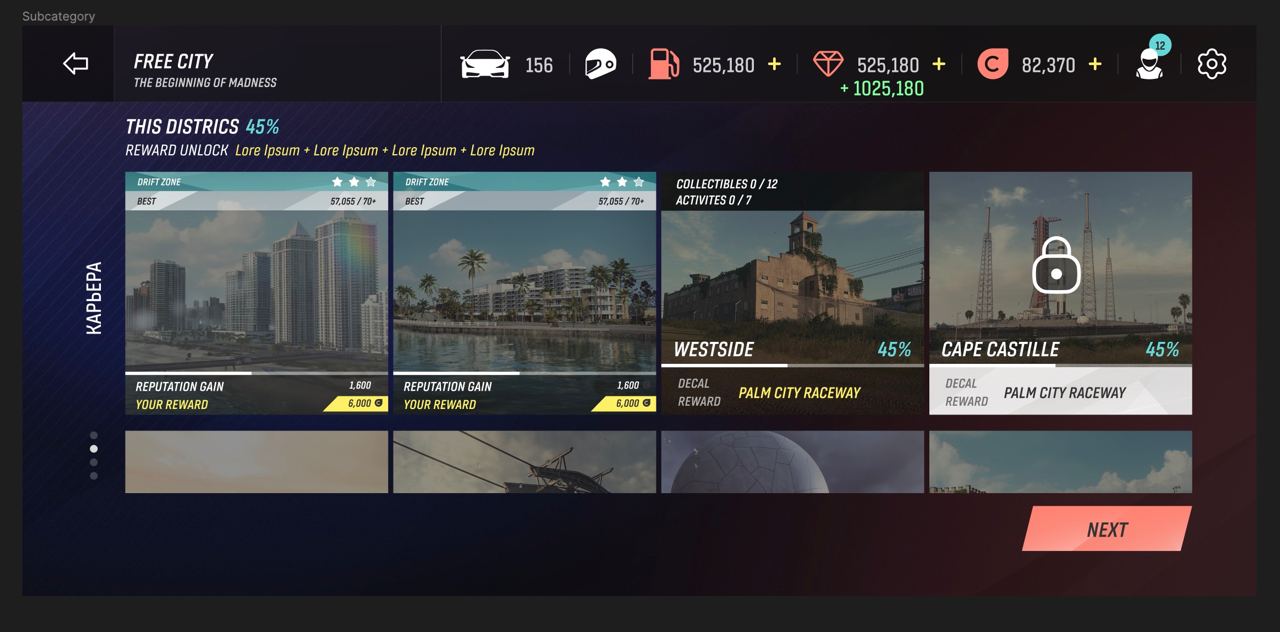 Subcategory
FREE CITY
THE BEGINNING OF MADNESS
156
525,180 +
525,180 +
+ 1025,180
82,370 +
12
THIS DISTRICS 45%
REWARD UNLOCK Lore Ipsum + Lore Ipsum + Lore Ipsum + Lore Ipsum
КАРЬЕРА
DRIFT ZONE
BEST 57,055 / 70+
REPUTATION GAIN 1,600
YOUR REWARD 6,000
DRIFT ZONE
BEST 57,055 / 70+
REPUTATION GAIN 1,600
YOUR REWARD 6,000
COLLECTIBLES 0 / 12
ACTIVITES 0 / 7
WESTSIDE 45%
DECAL REWARD PALM CITY RACEWAY
CAPE CASTILLE 45%
DECAL REWARD PALM CITY RACEWAY
NEXT